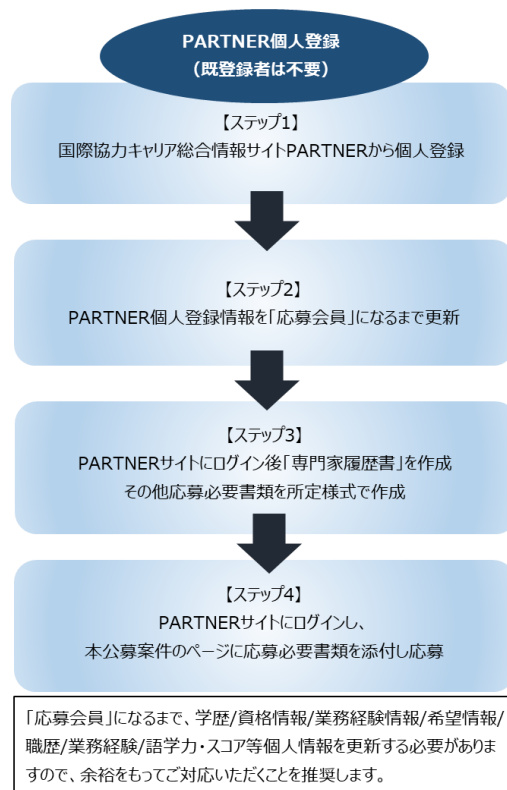 PARTNER個人登録
（既登録者は不要）
【ステップ1】
国際協力キャリア総合情報サイトPARTNERから個人登録
【ステップ2】
PARTNER個人登録情報を「応募会員」になるまで更新
【ステップ3】
PARTNERサイトにログイン後「専門家履歴書」を作成
その他応募必要書類を所定様式で作成
【ステップ4】
PARTNERサイトにログインし、
本公募案件のページに応募必要書類を添付し応募
「応募会員」になるまで、学歴/資格情報/業務経験情報/希望情報/
職歴/業務経験/語学力・スコア等個人情報を更新する必要がありま
すので、余裕をもってご対応いただくことを推奨します。